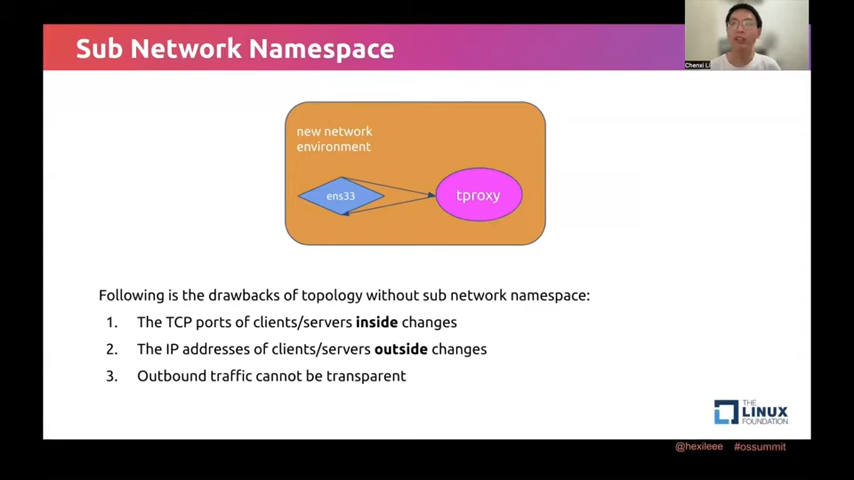 Sub Network Namespace
Chenxi Li
new network
environment
ens33
tproxy
Following is the drawbacks of topology without sub network namespace:
1. The TCP ports of clients/servers inside changes
2. The IP addresses of clients/servers outside changes
3. Outbound traffic cannot be transparent
THE
LINUX
FOUNDATION
@hexileee #ossummit